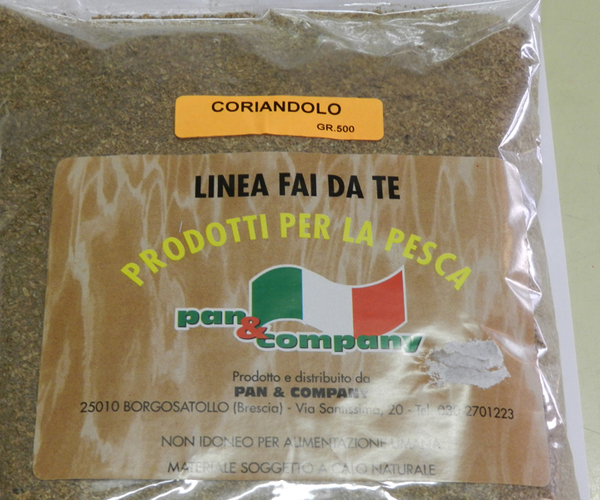 CORIANDOLO
GR.500
LINEA FAI DA TE
PRODOTTI PER LA PESCA
pan & company
Prodotto e distribuito da
PAN & COMPANY
25010 BORGOSATOLLO (Brescia) - Via Santissima, 20 - Tel. 030 2701223
NON IDONEO PER ALIMENTAZIONE UMANA
MATERIALE SOGGETTO A CALO NATURALE